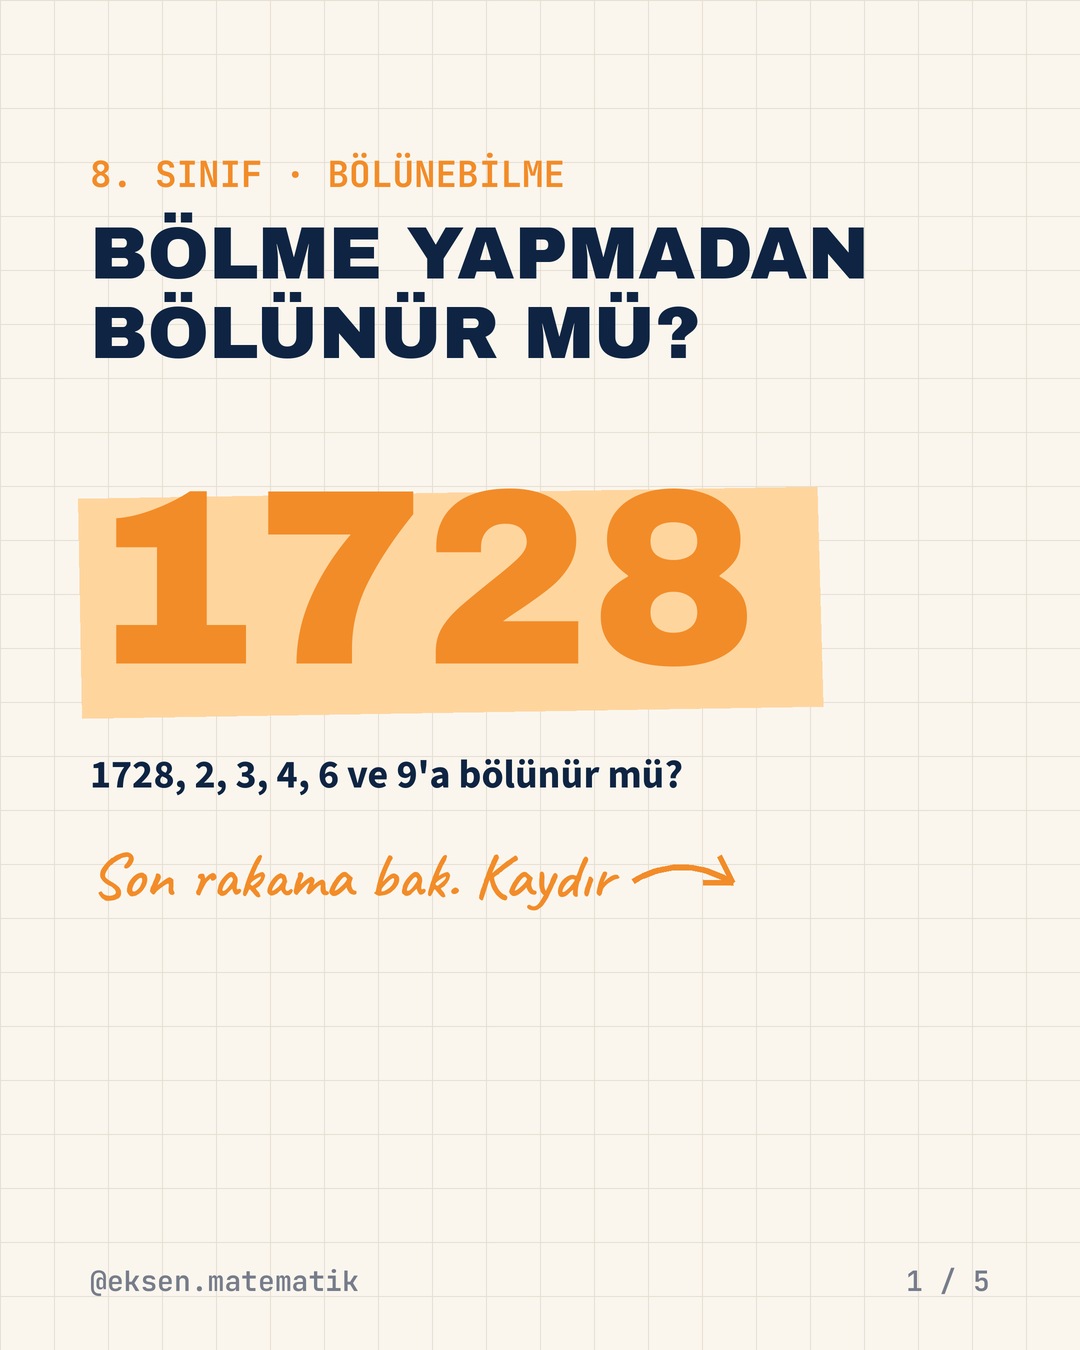 8. SINIF · BÖLÜNEBİLME
BÖLME YAPMADAN
BÖLÜNÜR MÜ?
1728
1728, 2, 3, 4, 6 ve 9'a bölünür mü?
Son rakama bak. Kaydır
@eksen.matematik
1 / 5